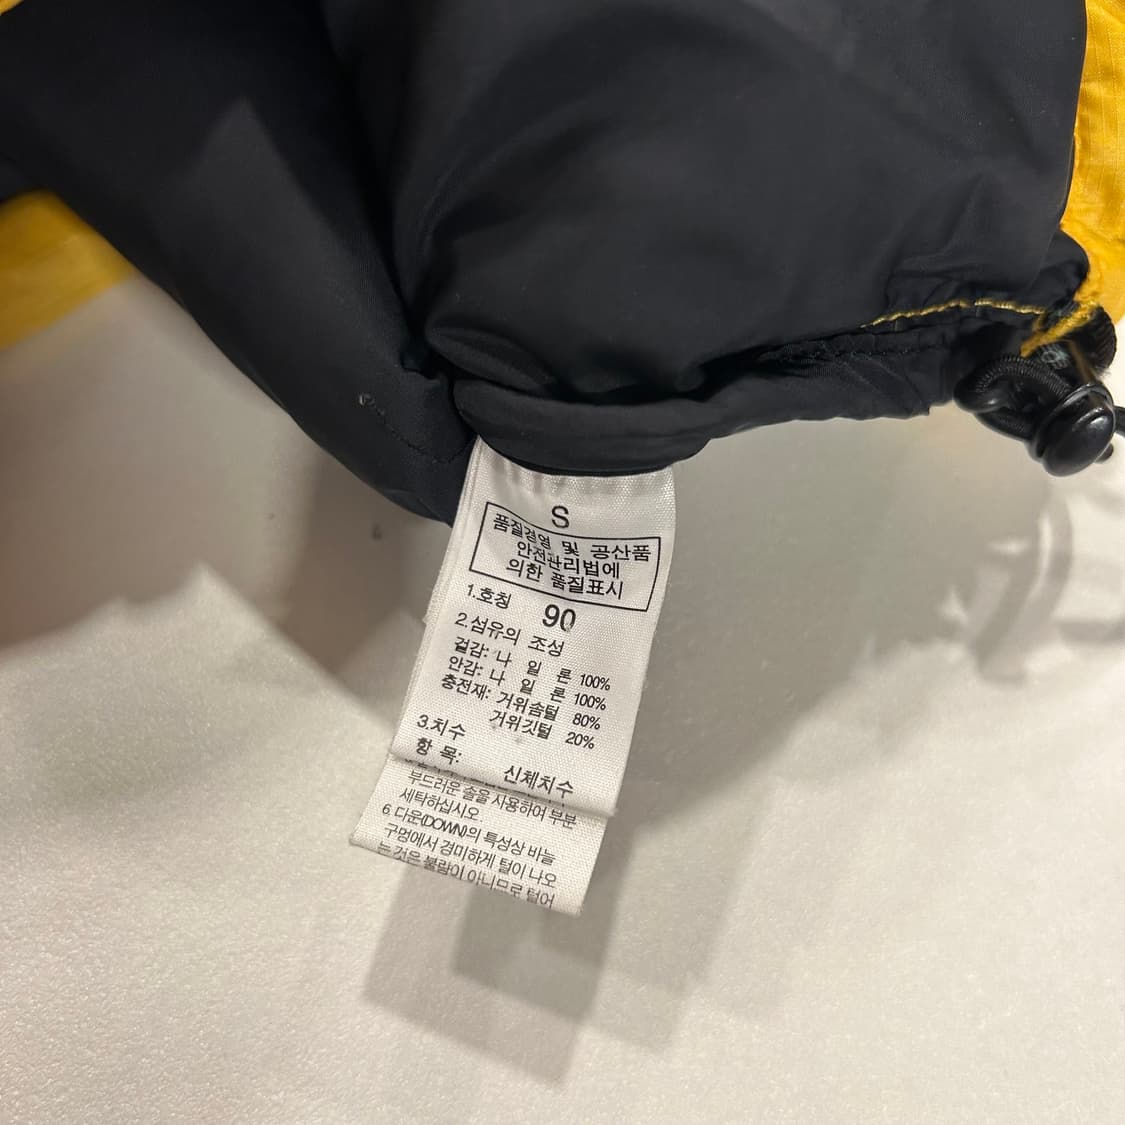 S
품질경영 및 공산품
안전관리법에
의한 품질표시
1.호칭 90
2.섬유의 조성
겉감: 나 일 론 100%
안감: 나 일 론 100%
충전재: 거위솜털 80%
거위깃털 20%
3.치수
항 목:
신체치수
부드러운 솔을 사용하여 부분
세탁하십시오.
6.다운(DOWN)의 특성상 바늘
구멍에서 경미하게 털이 나오
는 것은 불량이 아니므로 털어